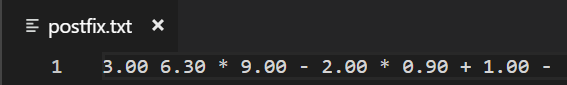 postfix.txt ×
1 3.00 6.30 * 9.00 - 2.00 * 0.90 + 1.00 -